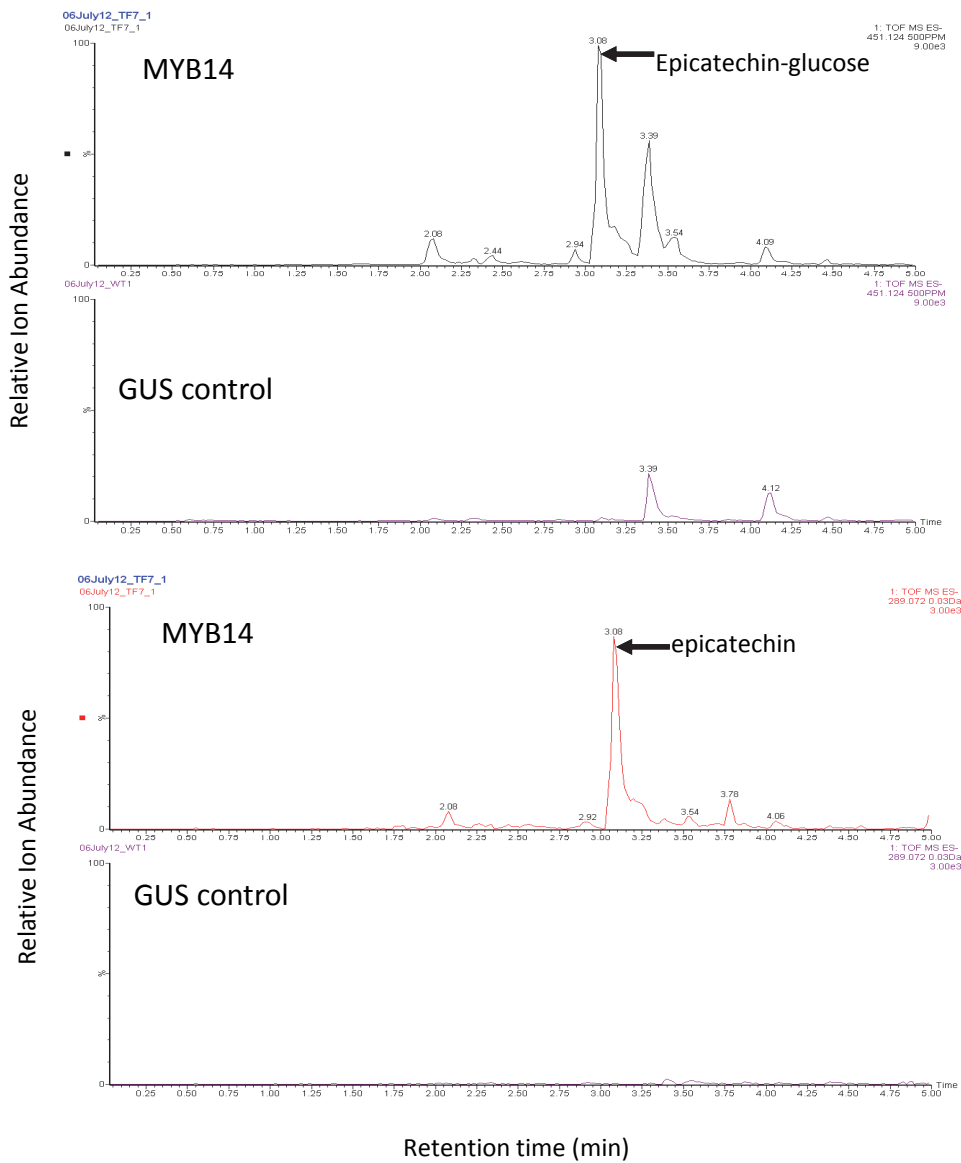 06July12_TF7_1
06July12_TF7_1
1: TOF MS ES-
451.124 500PPM
9.00e3
MYB14
3.08
Epicatechin-glucose
3.39
2.08
2.44
2.94
3.54
4.09
100
%
0
0.25 0.50 0.75 1.00 1.25 1.50 1.75 2.00 2.25 2.50 2.75 3.00 3.25 3.50 3.75 4.00 4.25 4.50 4.75 5.00
06July12_WT1
1: TOF MS ES-
451.124 500PPM
9.00e3
GUS control
3.39
4.12
100
%
0
0.25 0.50 0.75 1.00 1.25 1.50 1.75 2.00 2.25 2.50 2.75 3.00 3.25 3.50 3.75 4.00 4.25 4.50 4.75 5.00
Time
Relative Ion Abundance
06July12_TF7_1
06July12_TF7_1
1: TOF MS ES-
289.072 0.03Da
3.00e3
MYB14
3.08
epicatechin
2.08
2.92
3.54
3.78
4.06
100
%
0
0.25 0.50 0.75 1.00 1.25 1.50 1.75 2.00 2.25 2.50 2.75 3.00 3.25 3.50 3.75 4.00 4.25 4.50 4.75 5.00
06July12_WT1
1: TOF MS ES-
289.072 0.03Da
3.00e3
GUS control
100
%
0
0.25 0.50 0.75 1.00 1.25 1.50 1.75 2.00 2.25 2.50 2.75 3.00 3.25 3.50 3.75 4.00 4.25 4.50 4.75 5.00
Time
Relative Ion Abundance
Retention time (min)